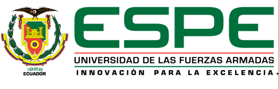 ESPE
UNIVERSIDAD DE LAS FUERZAS ARMADAS
INNOVACIÓN PARA LA EXCELENCIA
ECUADOR